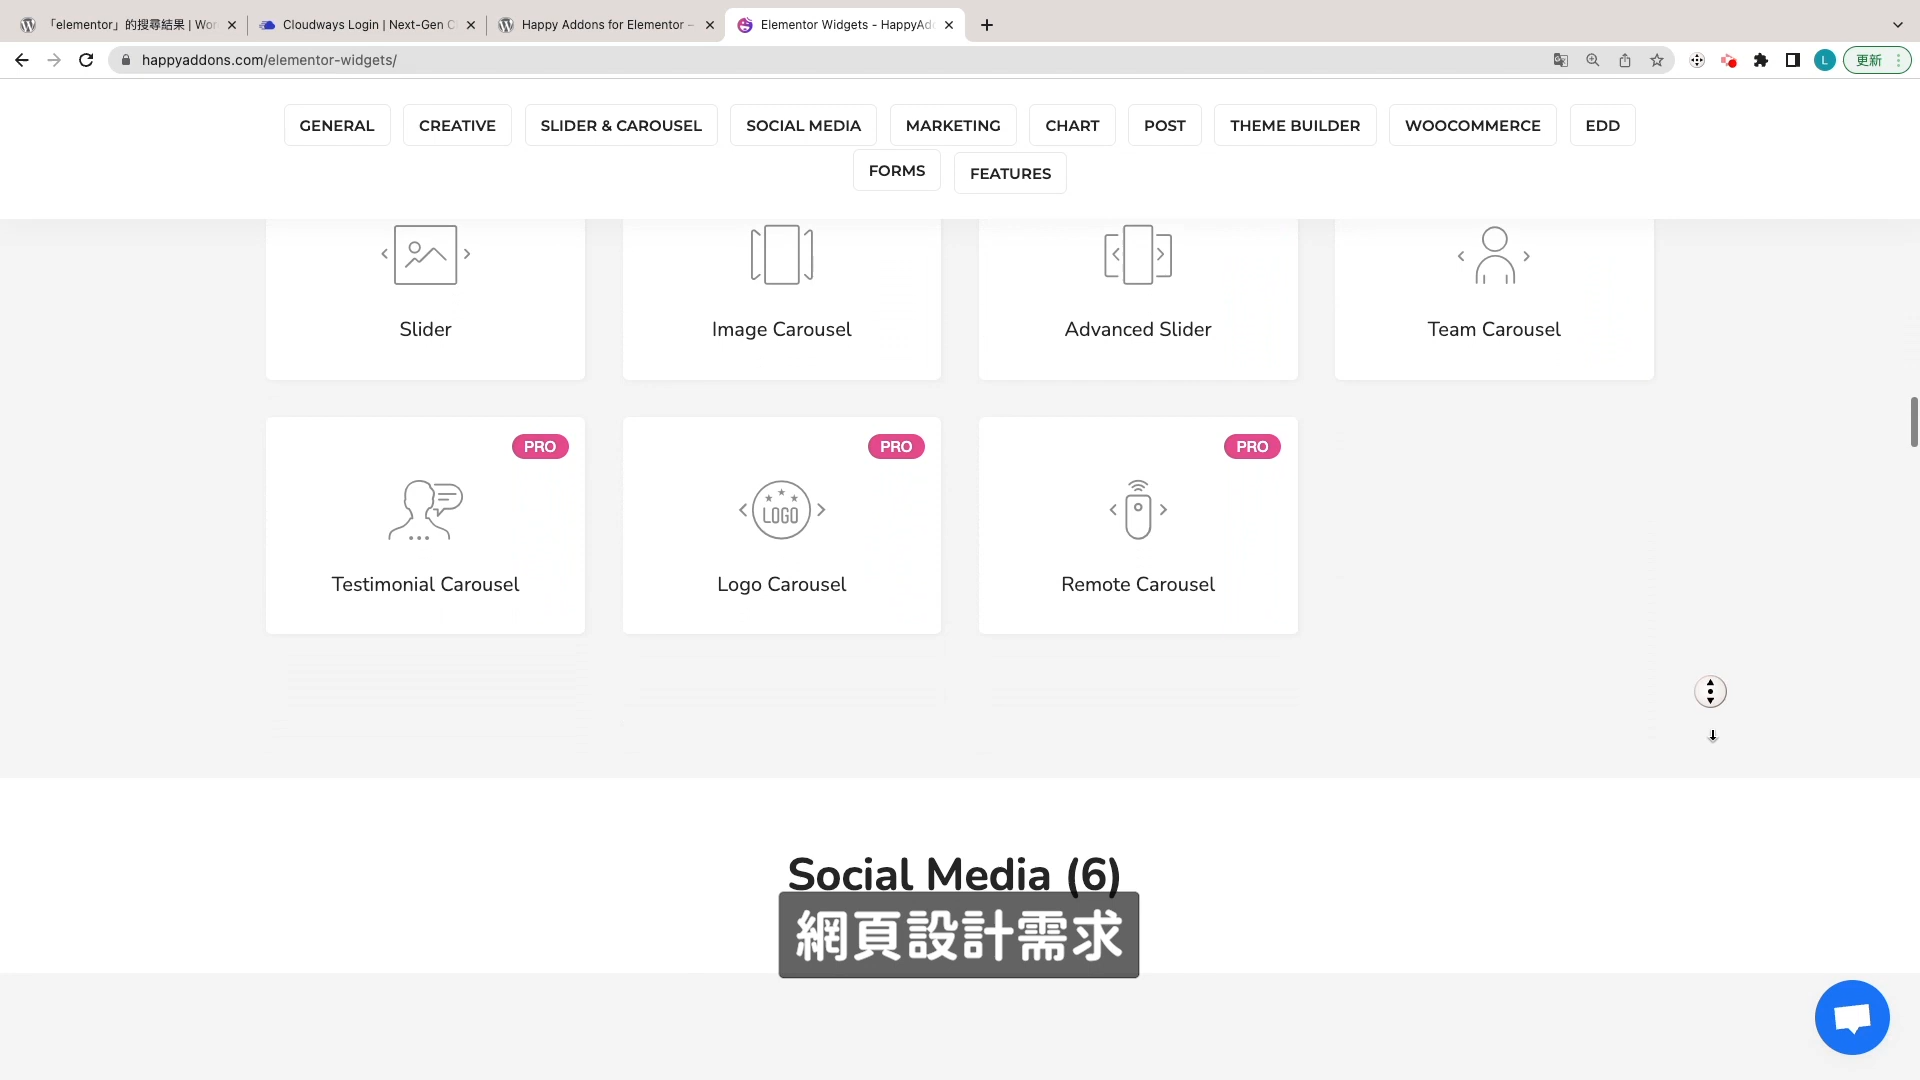 「elementor」的搜尋結果 | Wor
Cloudways Login | Next-Gen C
Happy Addons for Elementor –
Elementor Widgets - HappyAd
happyaddons.com/elementor-widgets/
L
更新
GENERAL
CREATIVE
SLIDER & CAROUSEL
SOCIAL MEDIA
MARKETING
CHART
POST
THEME BUILDER
WOOCOMMERCE
EDD
FORMS
FEATURES
Slider
Image Carousel
Advanced Slider
Team Carousel
PRO
PRO
PRO
LOGO
Testimonial Carousel
Logo Carousel
Remote Carousel
Social Media (6)
網頁設計需求